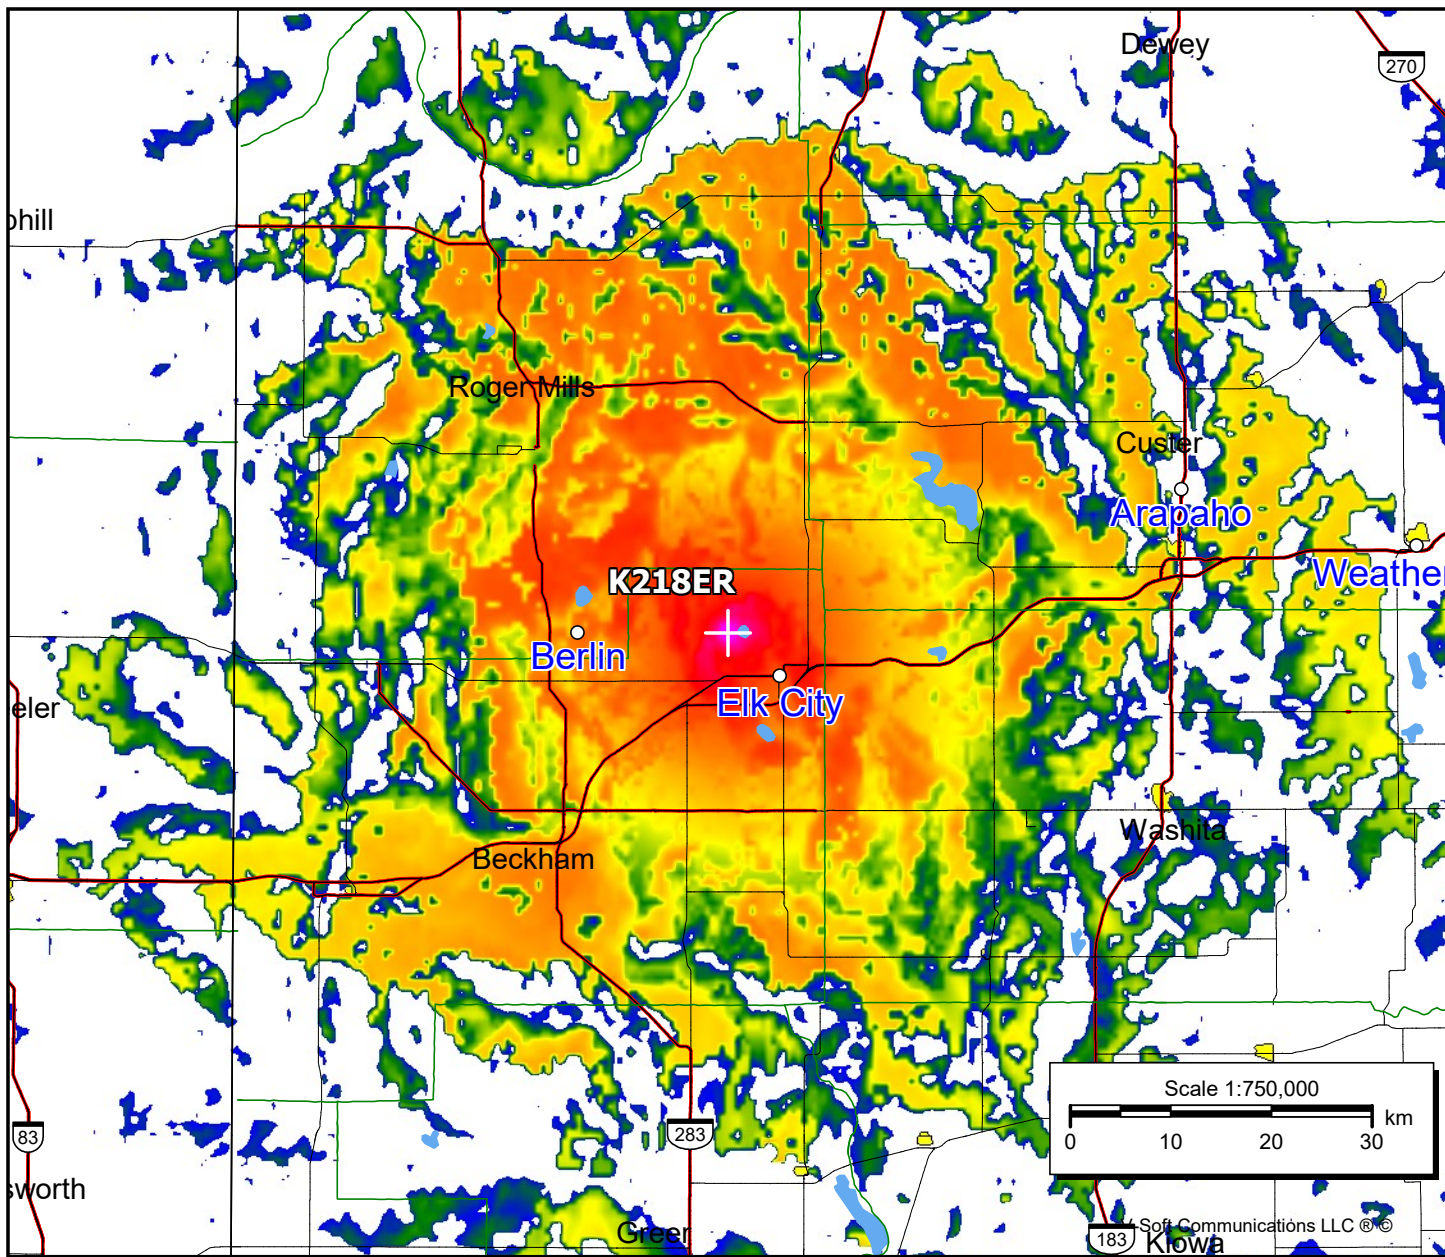 Dewey
270
phill
Roger Mills
Custer
Arapaho
Weather
K218ER
Berlin
Elk City
eler
Washita
Beckham
Scale 1:750,000
km
0 10 20 30
83
283
sworth
Greer
183
-Soft Communications LLC ® ©
Kiowa